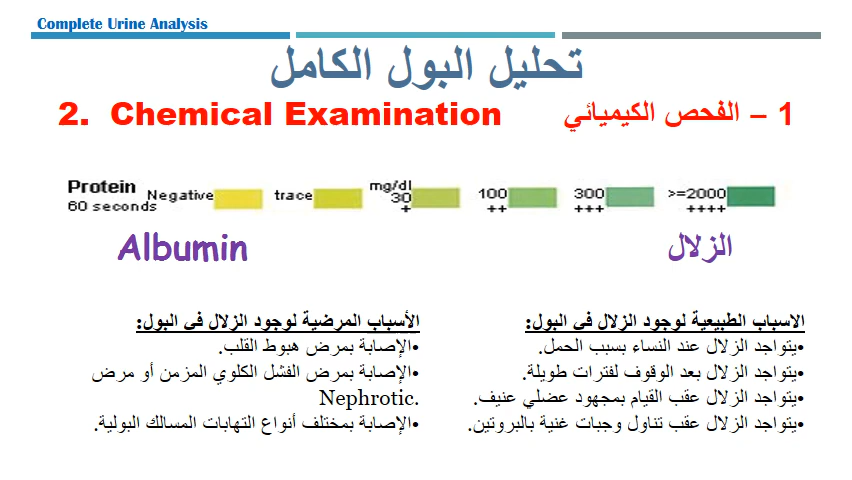 Complete Urine Analysis
تحليل البول الكامل
2. Chemical Examination
1 – الفحص الكيميائي
Protein
60 seconds
Negative
trace
mg/dl
30
+
100
++
300
+++
>=2000
++++
Albumin
الزلال
الاسباب الطبيعية لوجود الزلال في البول:
•يتواجد الزلال عند النساء بسبب الحمل.
•يتواجد الزلال بعد الوقوف لفترات طويلة.
•يتواجد الزلال عقب القيام بمجهود عضلي عنيف.
•يتواجد الزلال عقب تناول وجبات غنية بالبروتين.
الأسباب المرضية لوجود الزلال في البول:
•الإصابة بمرض هبوط القلب.
•الإصابة بمرض الفشل الكلوي المزمن أو مرض
Nephrotic.
•الإصابة بمختلف أنواع التهابات المسالك البولية.